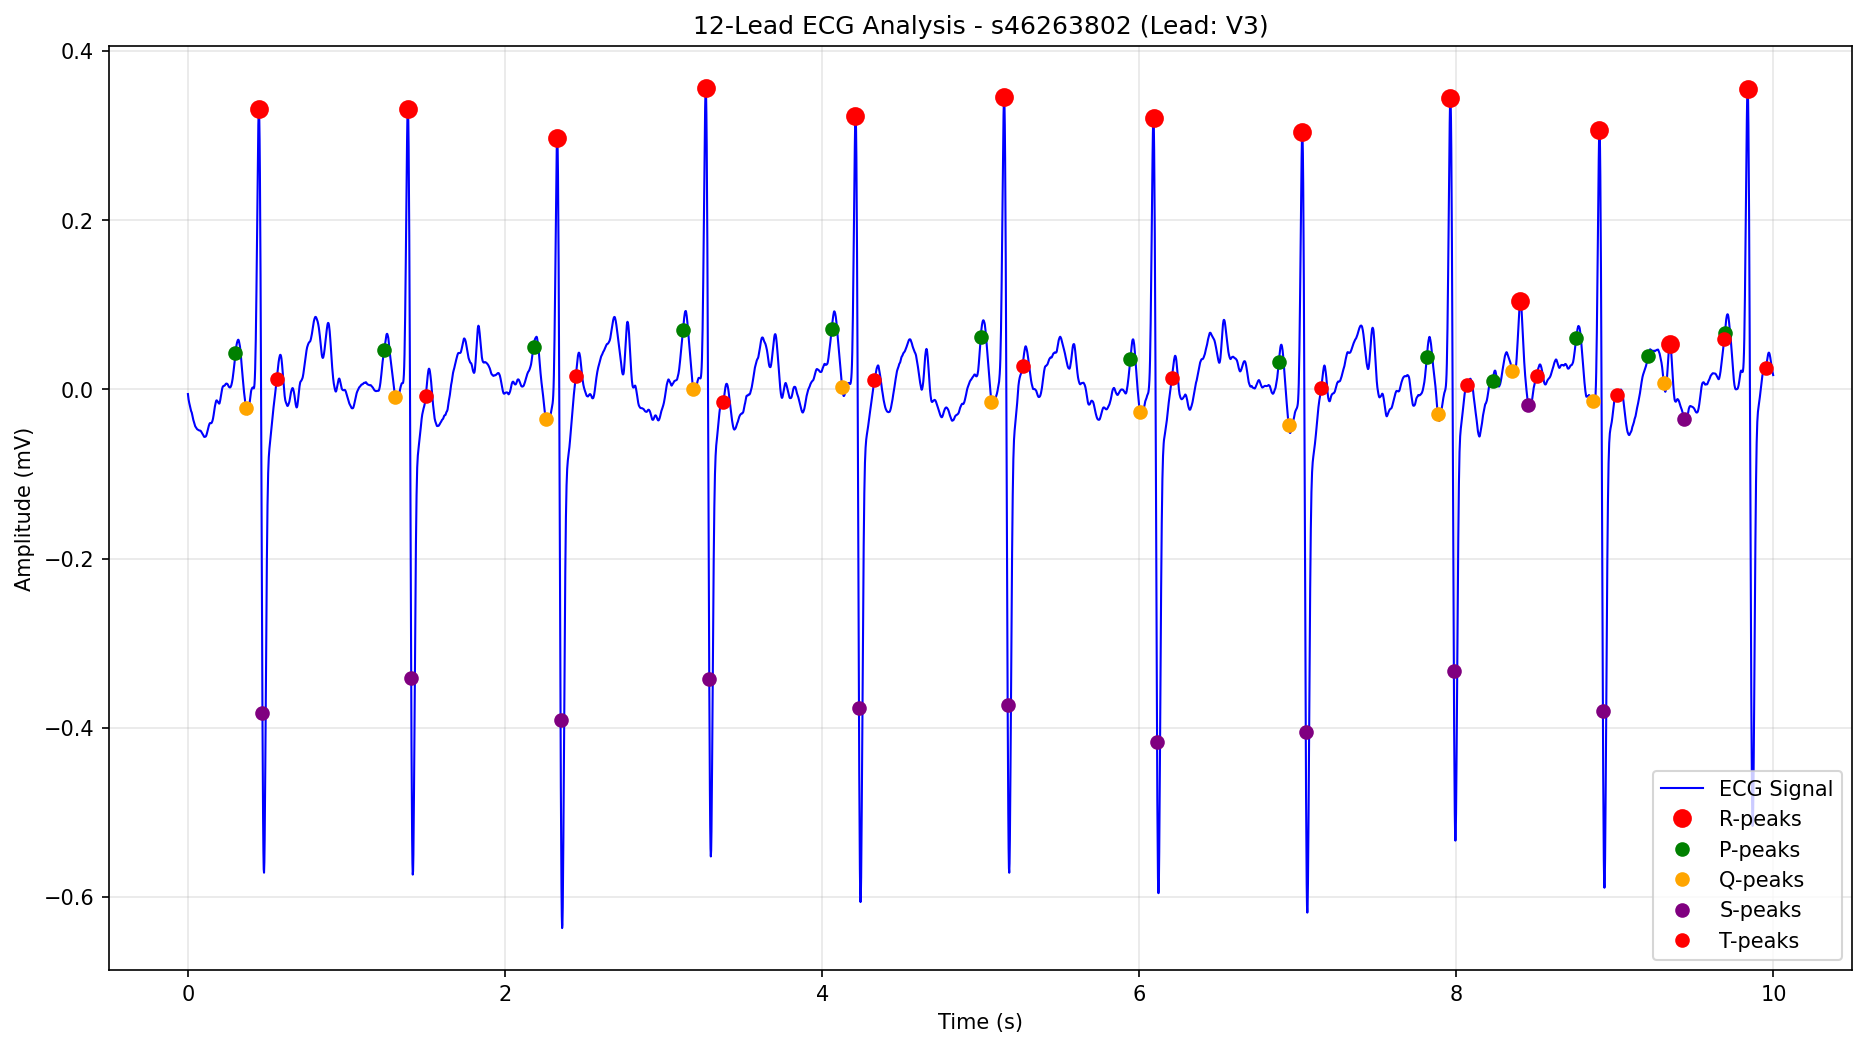 12-Lead ECG Analysis - s46263802 (Lead: V3)
Amplitude (mV)
0.4
0.2
0.0
−0.2
−0.4
−0.6
0
2
4
6
8
10
Time (s)
ECG Signal
R-peaks
P-peaks
Q-peaks
S-peaks
T-peaks